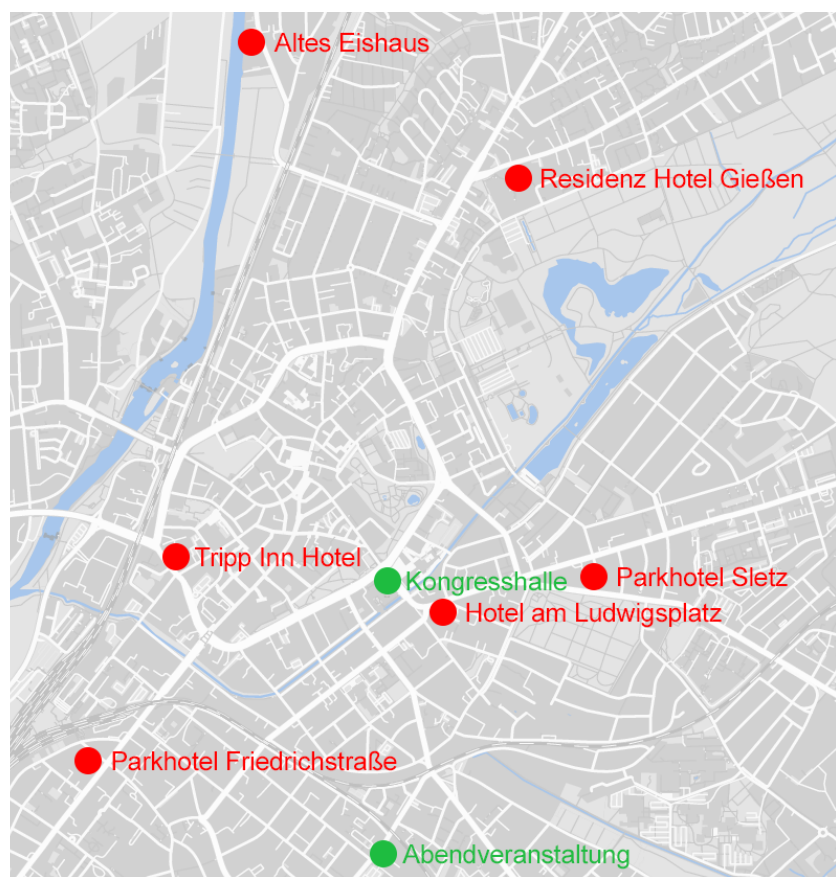 Altes Eishaus
Residenz Hotel Gießen
Tripp Inn Hotel
Kongresshalle
Parkhotel Sletz
Hotel am Ludwigsplatz
Parkhotel Friedrichstraße
Abendveranstaltung